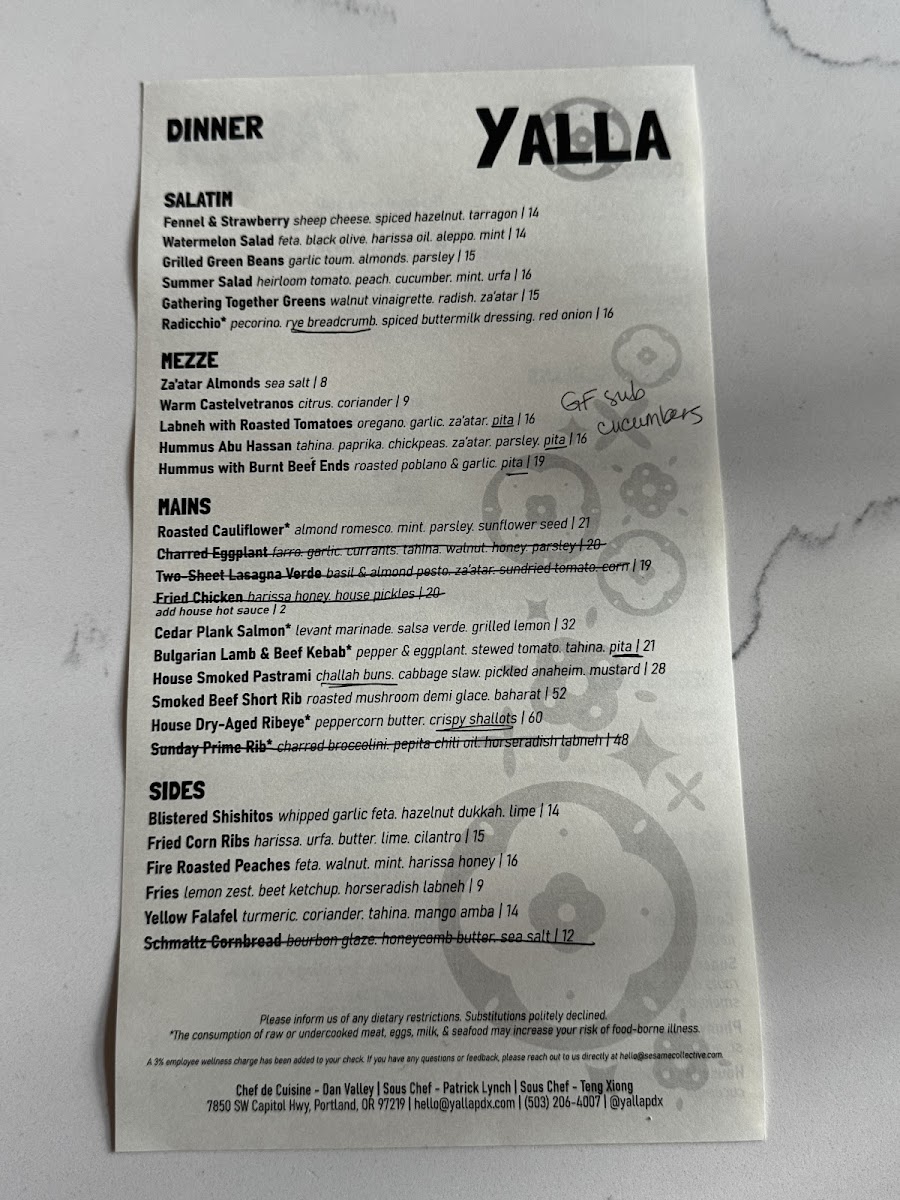 DINNER
YALLA
SALATIM
Fennel & Strawberry sheep cheese. spiced hazelnut. tarragon | 14
Watermelon Salad feta. black olive. harissa oil. aleppo. mint | 14
Grilled Green Beans garlic toum. almonds. parsley | 15
Summer Salad heirloom tomato. peach. cucumber. mint. urfa | 16
Gathering Together Greens walnut vinaigrette. radish. za'atar | 15
Radicchio* pecorino. rye breadcrumb. spiced buttermilk dressing. red onion | 16
MEZZE
Za'atar Almonds sea salt | 8
Warm Castelvetranos citrus. coriander | 9
Labneh with Roasted Tomatoes oregano. garlic. za'atar. pita | 16
Hummus Abu Hassan tahina. paprika. chickpeas. za'atar. parsley. pita | 16
Hummus with Burnt Beef Ends roasted poblano & garlic. pita | 19
GF sub
cucumbers
MAINS
Roasted Cauliflower* almond romesco. mint. parsley. sunflower seed | 21
Charred Eggplant farro. garlic. currants. tahina. walnut. honey. parsley | 20
Two-Sheet Lasagna Verde basil & almond pesto. za'atar. sundried tomato. corn | 19
Fried Chicken harissa honey. house pickles | 20
add house hot sauce | 2
Cedar Plank Salmon* levant marinade. salsa verde. grilled lemon | 32
Bulgarian Lamb & Beef Kebab* pepper & eggplant. stewed tomato. tahina. pita | 21
House Smoked Pastrami challah buns. cabbage slaw. pickled anaheim. mustard | 28
Smoked Beef Short Rib roasted mushroom demi glace. baharat | 52
House Dry-Aged Ribeye* peppercorn butter. crispy shallots | 60
Sunday Prime Rib* charred broccolini. pepita chili oil. horseradish labneh | 48
SIDES
Blistered Shishitos whipped garlic feta. hazelnut dukkah. lime | 14
Fried Corn Ribs harissa. urfa. butter. lime. cilantro | 15
Fire Roasted Peaches feta. walnut. mint. harissa honey | 16
Fries lemon zest. beet ketchup. horseradish labneh | 9
Yellow Falafel turmeric. coriander. tahina. mango amba | 14
Schmaltz Cornbread bourbon glaze. honeycomb butter. sea salt | 12
Please inform us of any dietary restrictions. Substitutions politely declined.
*The consumption of raw or undercooked meat, eggs, milk, & seafood may increase your risk of food-borne illness.
A 3% employee wellness charge has been added to your check. If you have any questions or feedback, please reach out to us directly at hello@sesamecollective.com.
Chef de Cuisine - Dan Valley | Sous Chef - Patrick Lynch | Sous Chef - Teng Xiong
7850 SW Capitol Hwy, Portland, OR 97219 | hello@yallapdx.com | (503) 206-4007 | @yallapdx